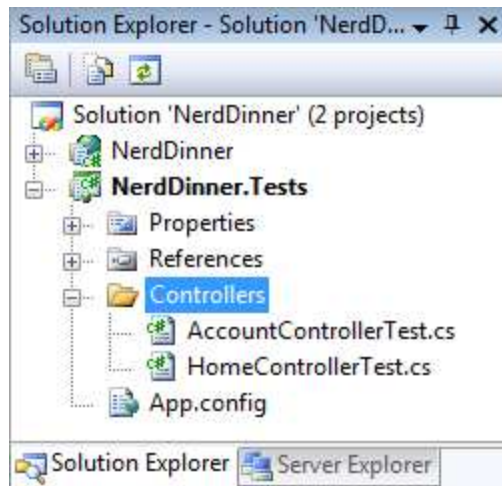 Solution Explorer - Solution 'NerdD...
Solution 'NerdDinner' (2 projects)
NerdDinner
NerdDinner.Tests
Properties
References
Controllers
AccountControllerTest.cs
HomeControllerTest.cs
App.config
Solution Explorer Server Explorer